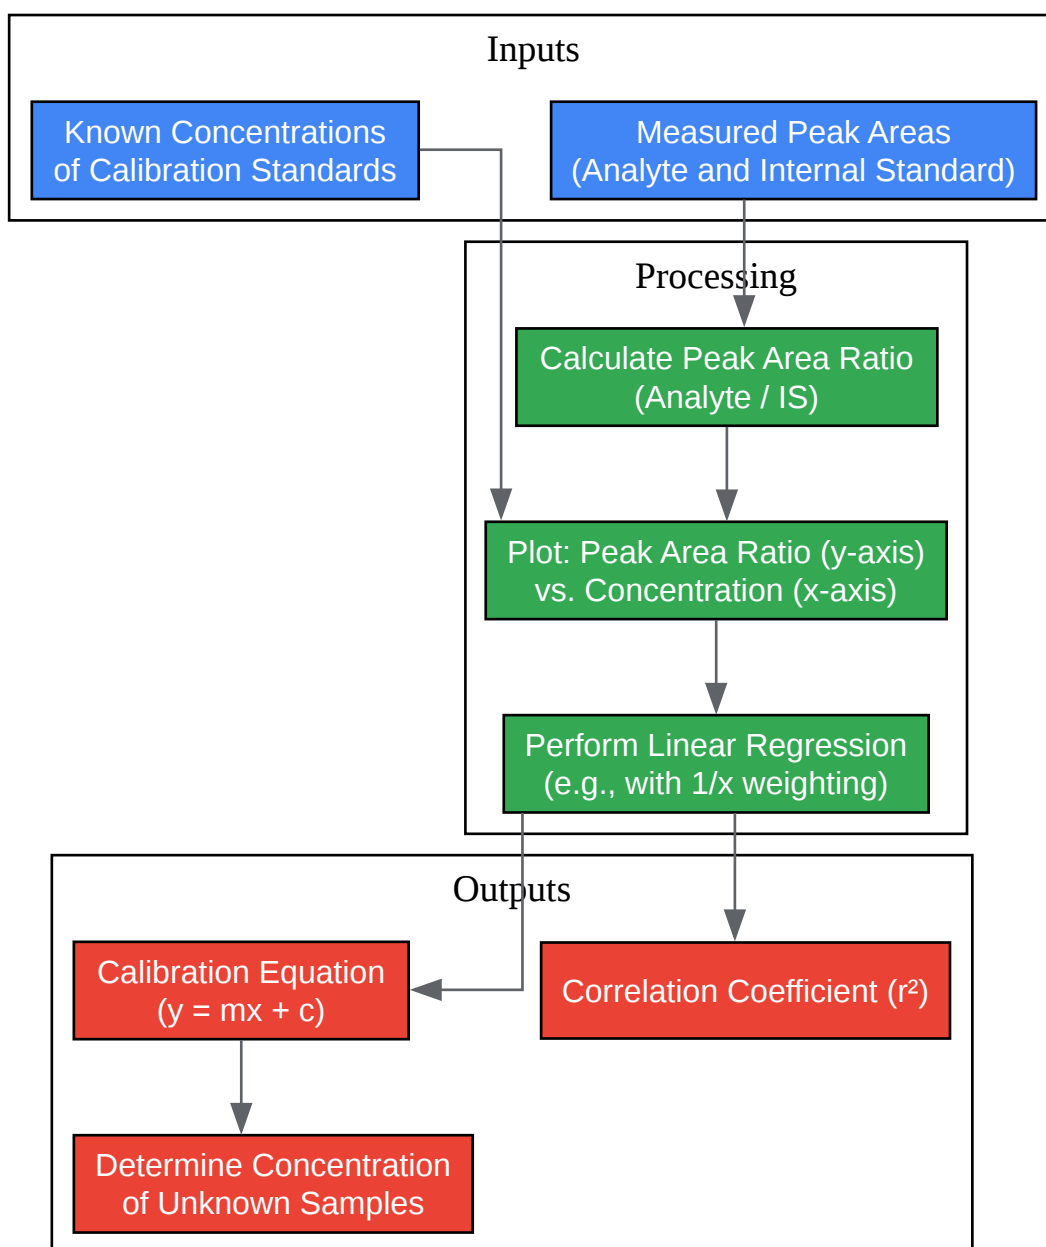 Inputs
Known Concentrations
of Calibration Standards
Measured Peak Areas
(Analyte and Internal Standard)
Processing
Calculate Peak Area Ratio
(Analyte / IS)
Plot: Peak Area Ratio (y-axis)
vs. Concentration (x-axis)
Perform Linear Regression
(e.g., with 1/x weighting)
Outputs
Calibration Equation
(y = mx + c)
Correlation Coefficient (r²)
Determine Concentration
of Unknown Samples